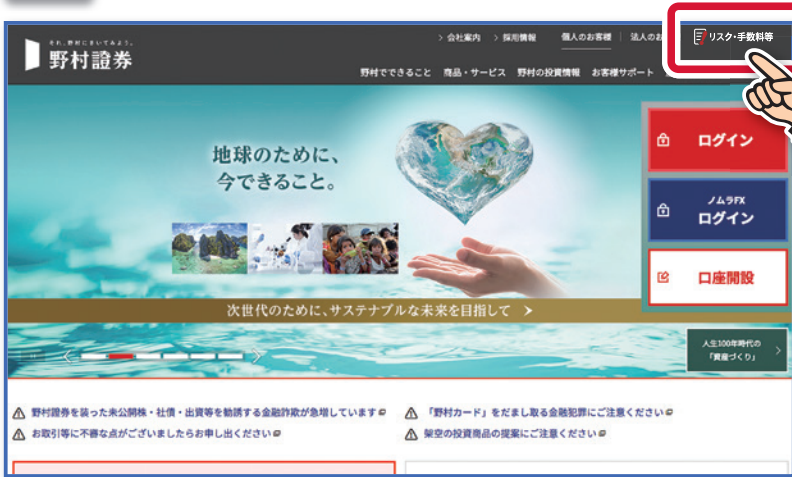 それ、野村にきいてみよう。
野村證券
> 会社案内 > 採用情報 個人のお客様 法人のお
リスク・手数料等
野村でできること 商品・サービス 野村の投資情報 お客様サポート
地球のために、
今できること。
ログイン
ノムラFX
ログイン
口座開設
次世代のために、サステナブルな未来を目指して >
人生100年時代の
「資産づくり」
野村證券を装った未公開株・社債・出資等を勧誘する金融詐欺が急増しています
「野村カード」をだまし取る金融犯罪にご注意ください
お取引等に不審な点がございましたらお申し出ください
架空の投資商品の提案にご注意ください